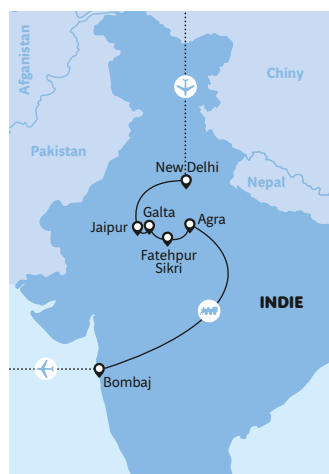 Afganistan
Chiny
Pakistan
New Delhi
Nepal
Galta
Agra
Jaipur
Fatehpur
Sikri
INDIE
Bombaj